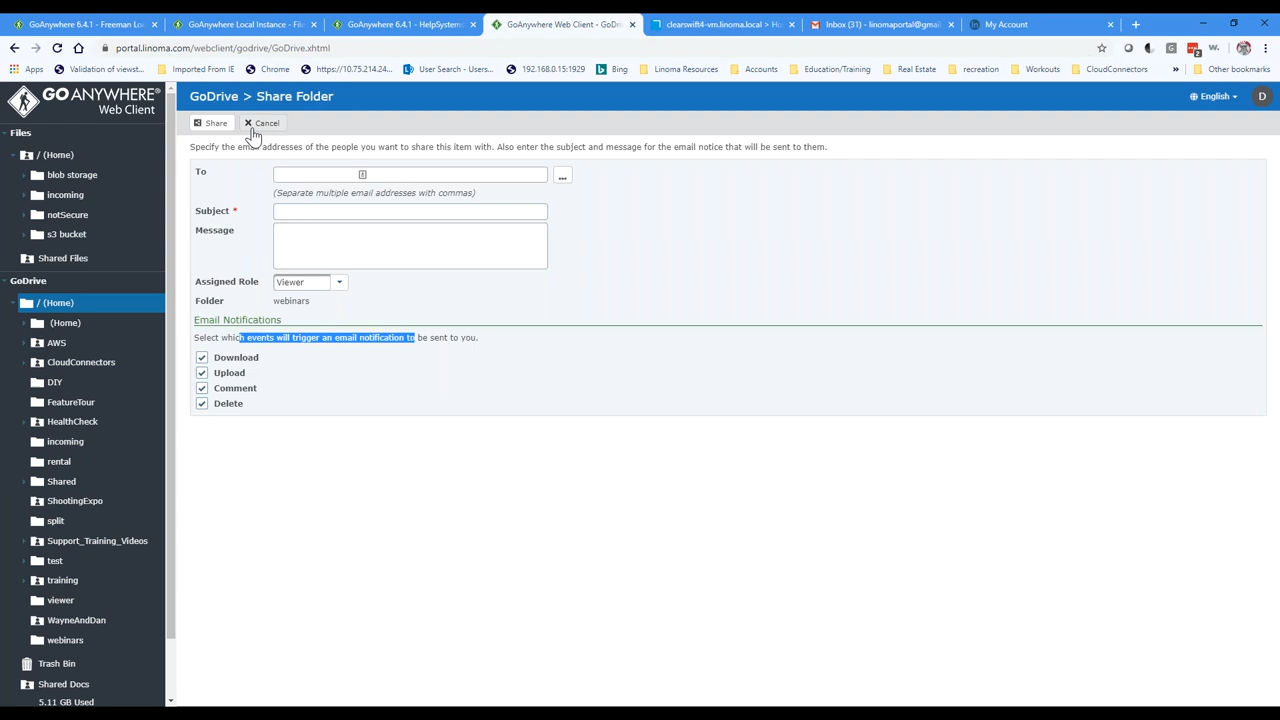 GoAnywhere 6.4.1 - Freeman Lo
GoAnywhere Local Instance - Fil
GoAnywhere 6.4.1 - HelpSystem
GoAnywhere Web Client - GoDri
clearswift4-vm.linoma.local > Ho
Inbox (31) - linomaportal@gmail
My Account
portal.linoma.com/webclient/godrive/GoDrive.xhtml
Apps
Validation of viewst...
Imported From IE
Chrome
https://10.75.214.24...
User Search - Users...
192.168.0.15:1929
Bing
Linoma Resources
Accounts
Education/Training
Real Estate
recreation
Workouts
CloudConnectors
Other bookmarks
GOANYWHERE®
Web Client
GoDrive > Share Folder
English
D
Share
Cancel
Files
/ (Home)
blob storage
incoming
notSecure
s3 bucket
Shared Files
GoDrive
/ (Home)
(Home)
AWS
CloudConnectors
DIY
FeatureTour
HealthCheck
incoming
rental
Shared
ShootingExpo
split
Support_Training_Videos
test
training
viewer
WayneAndDan
webinars
Trash Bin
Shared Docs
5.11 GB Used
Specify the email addresses of the people you want to share this item with. Also enter the subject and message for the email notice that will be sent to them.
To
...
(Separate multiple email addresses with commas)
Subject *
Message
Assigned Role
Viewer
Folder
webinars
Email Notifications
Select which events will trigger an email notification to be sent to you.
Download
Upload
Comment
Delete